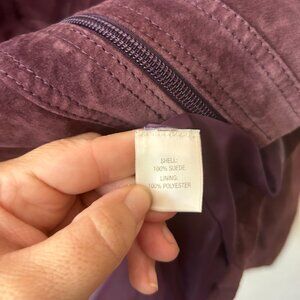 SHELL:
100% SUEDE
LINING:
100% POLYESTER